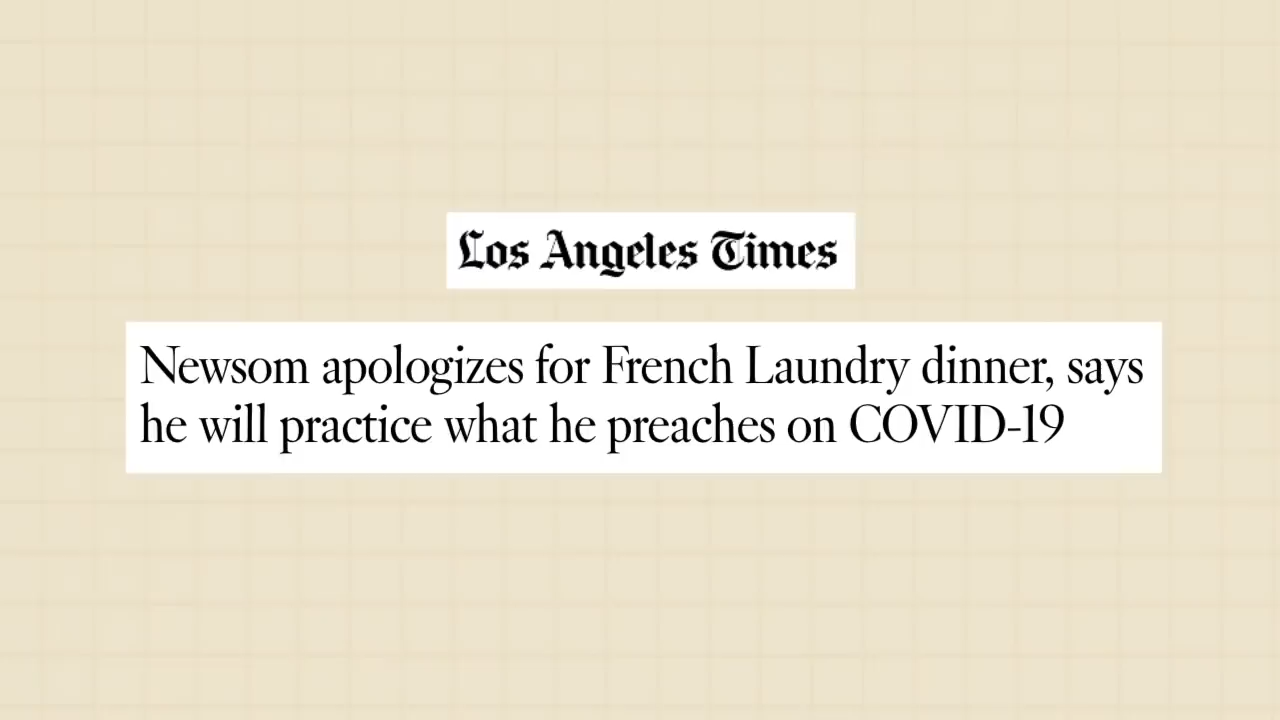 Los Angeles Times
Newsom apologizes for French Laundry dinner, says
he will practice what he preaches on COVID-19